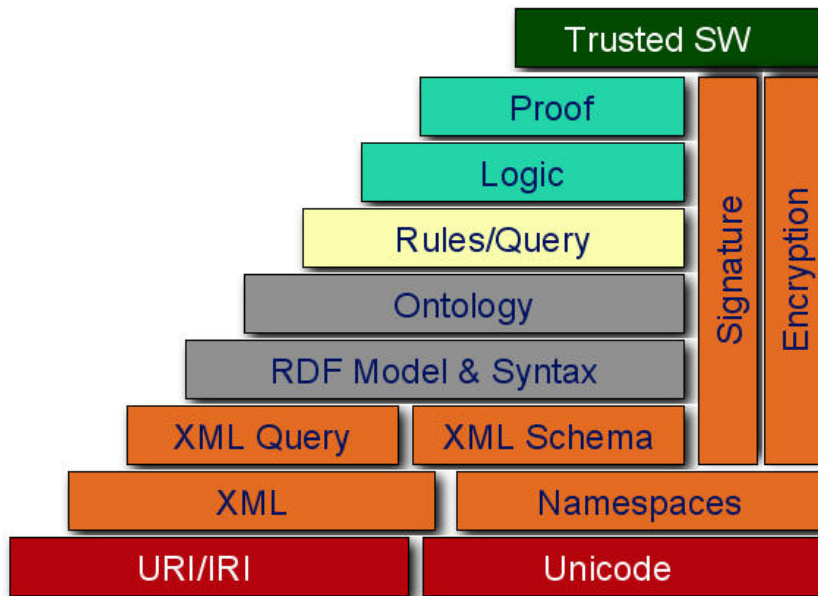 Trusted SW
Proof
Logic
Rules/Query
Ontology
RDF Model & Syntax
XML Query
XML Schema
Signature
Encryption
XML
Namespaces
URI/IRI
Unicode